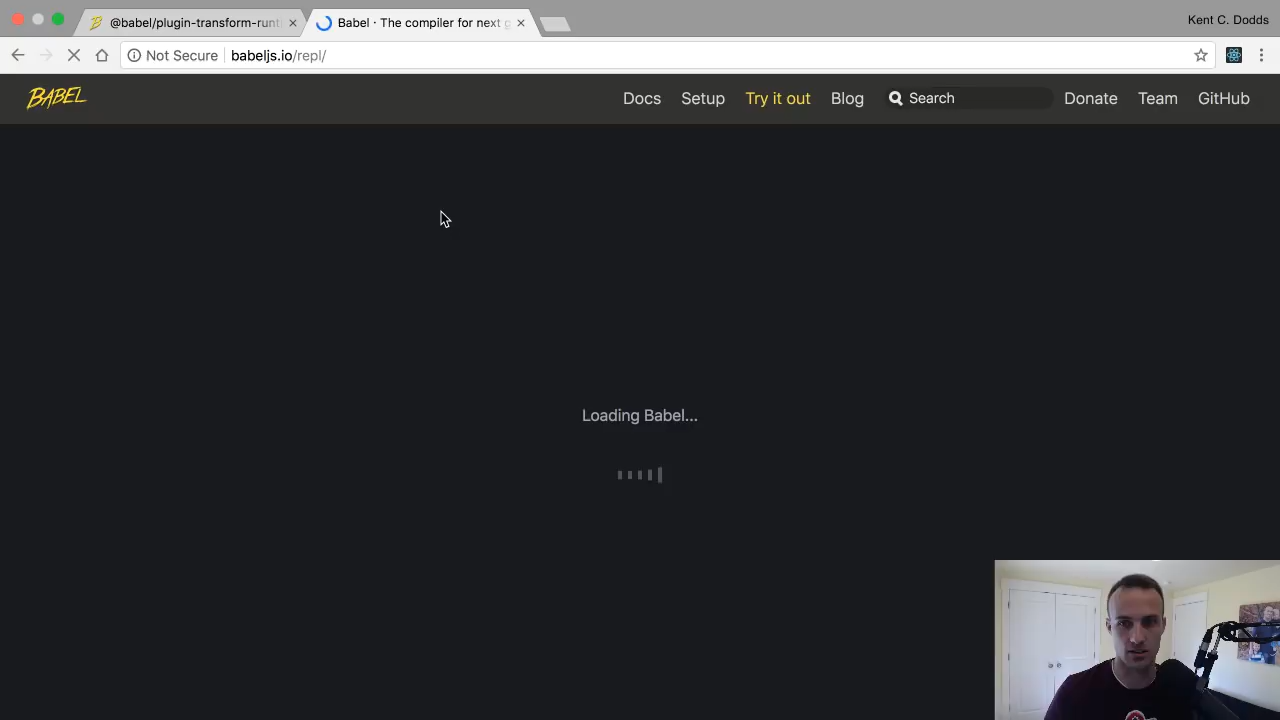 Kent C. Dodds
@babel/plugin-transform-runt
Babel · The compiler for next g
Not Secure
babeljs.io/repl/
BABEL
Docs
Setup
Try it out
Blog
Search
Donate
Team
GitHub
Loading Babel...